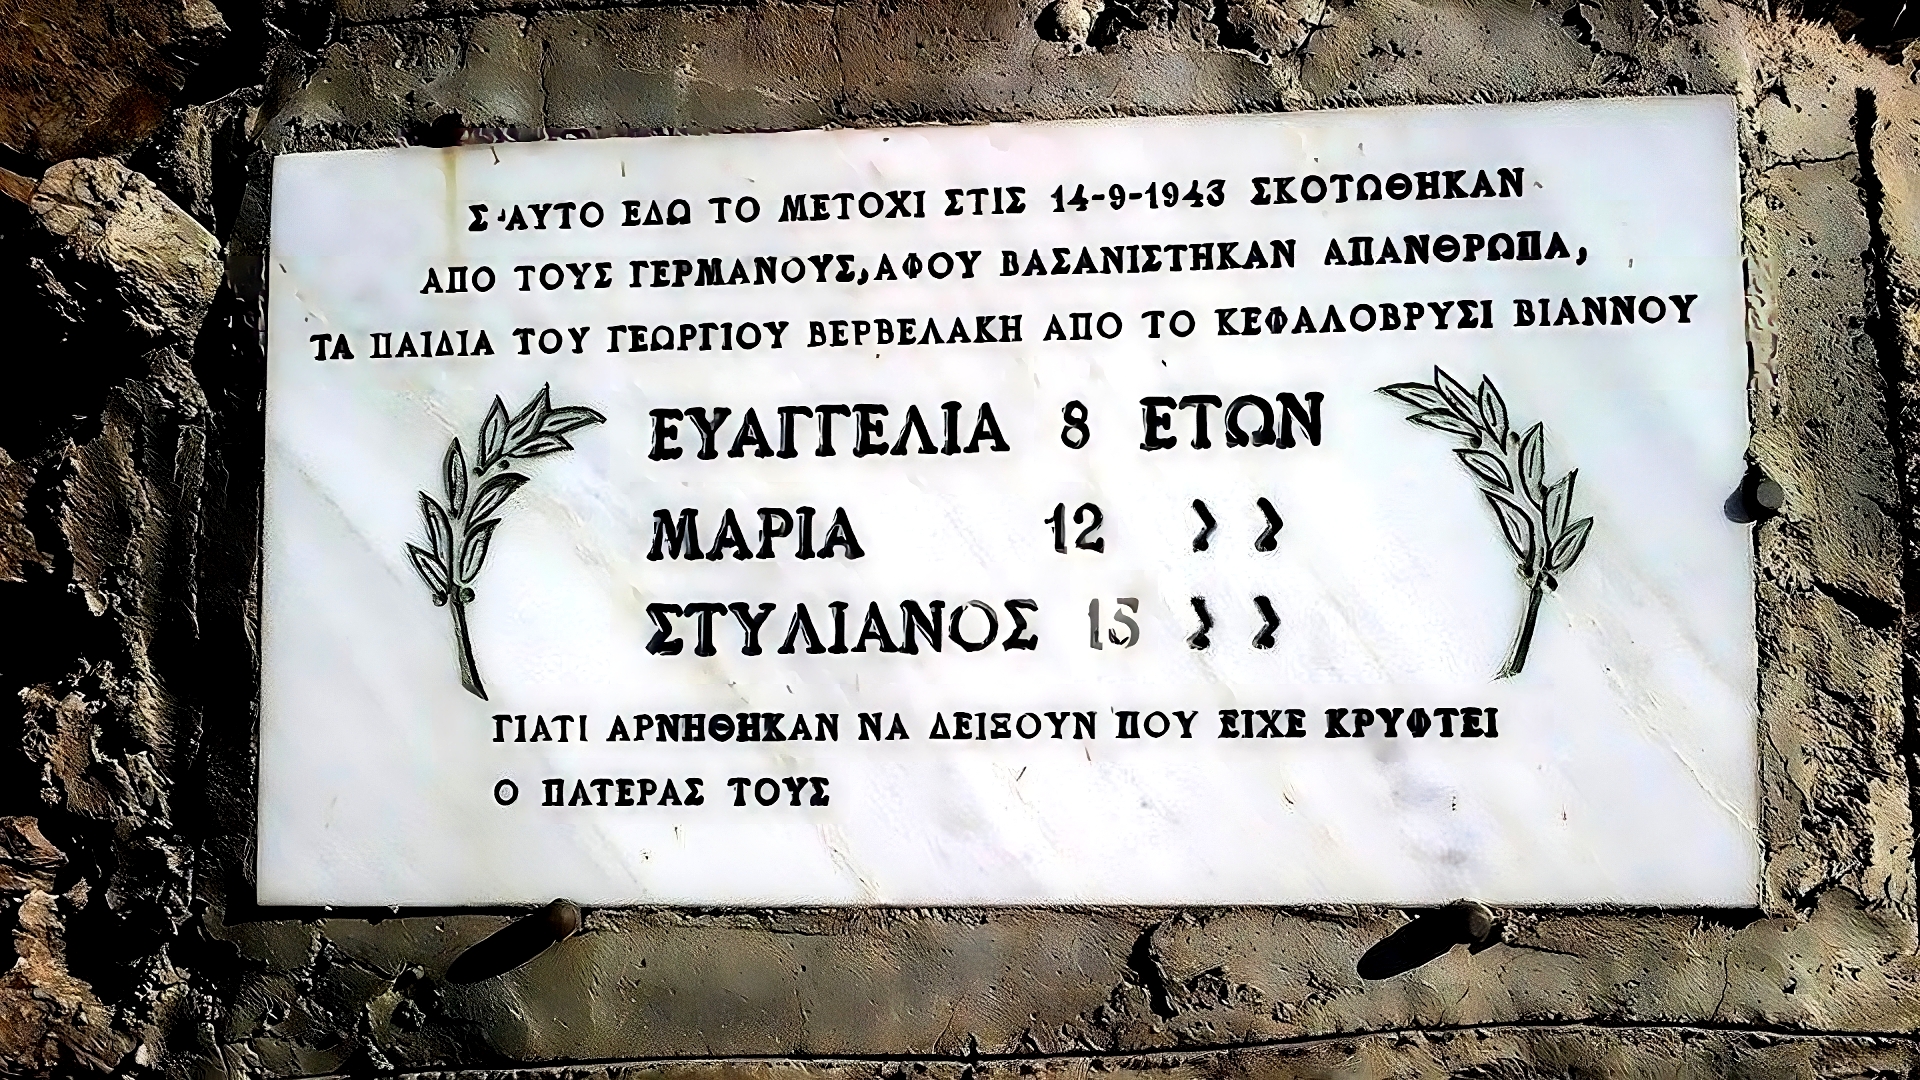 Σ'ΑΥΤΟ ΕΔΩ ΤΟ ΜΕΤΟΧΙ ΣΤΙΣ 14-9-1943 ΣΚΟΤΩΘΗΚΑΝ
ΑΠΟ ΤΟΥΣ ΓΕΡΜΑΝΟΥΣ,ΑΦΟΥ ΒΑΣΑΝΙΣΤΗΚΑΝ ΑΠΑΝΘΡΩΠΑ,
ΤΑ ΠΑΙΔΙΑ ΤΟΥ ΓΕΩΡΓΙΟΥ ΒΕΡΒΕΛΑΚΗ ΑΠΟ ΤΟ ΚΕΦΑΛΟΒΡΥΣΙ ΒΙΑΝΝΟΥ
ΕΥΑΓΓΕΛΙΑ 8 ΕΤΩΝ
ΜΑΡΙΑ 12 》》
ΣΤΥΛΙΑΝΟΣ 15 》》
ΓΙΑΤΙ ΑΡΝΗΘΗΚΑΝ ΝΑ ΔΕΙΞΟΥΝ ΠΟΥ ΕΙΧΕ ΚΡΥΦΤΕΙ
Ο ΠΑΤΕΡΑΣ ΤΟΥΣ